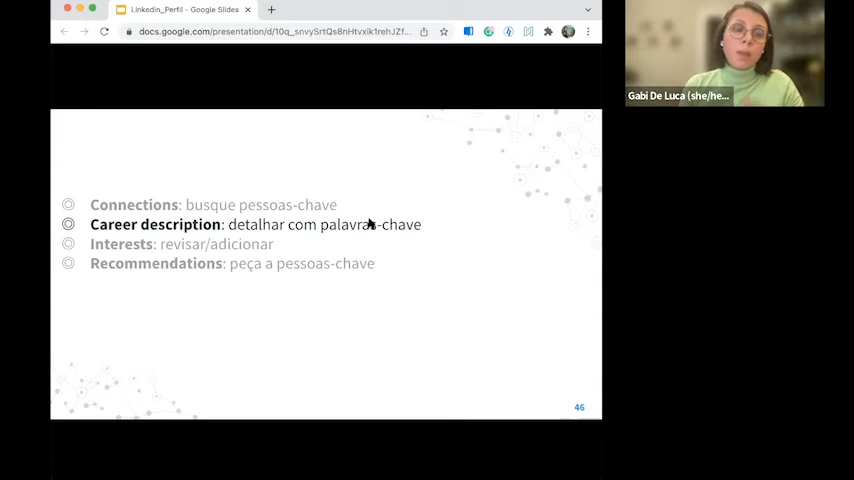 Linkedin_Perfil - Google Slides
docs.google.com/presentation/d/10q_snvySrtQs8nHtvxik1rehJZf...
Gabi De Luca (she/he...
Connections: busque pessoas-chave
Career description: detalhar com palavras-chave
Interests: revisar/adicionar
Recommendations: peça a pessoas-chave
46